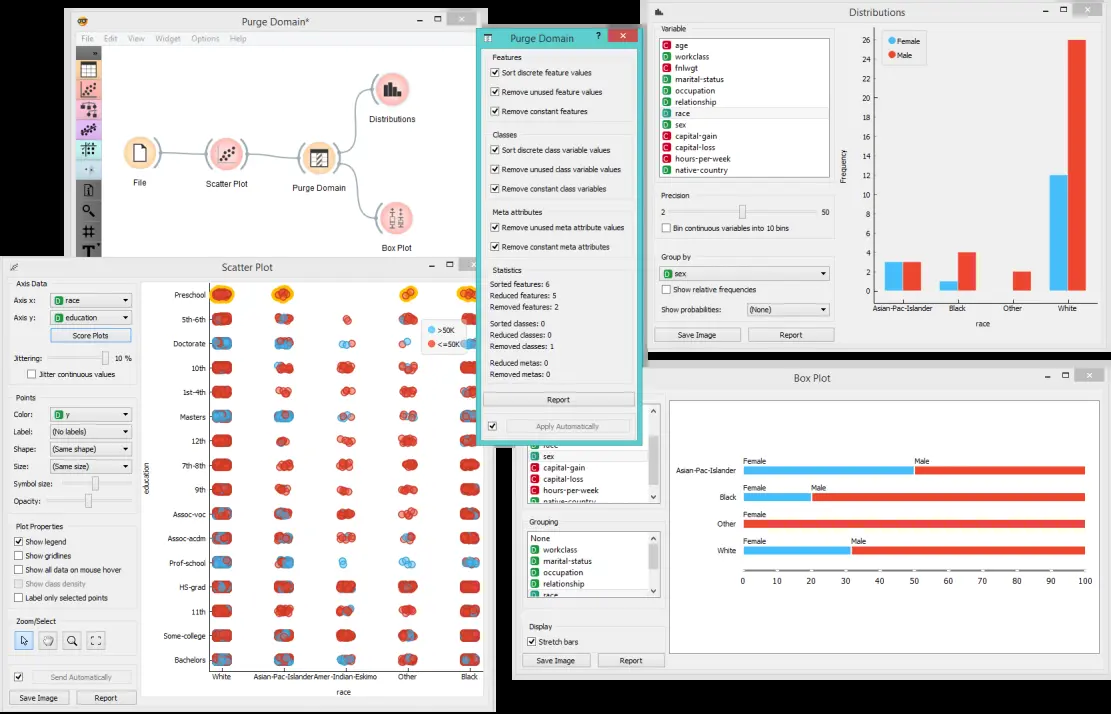 Purge Domain*
File Edit View Widget Options Help
File
Scatter Plot
Purge Domain
Distributions
Box Plot
Purge Domain
?
Features
Sort discrete feature values
Remove unused feature values
Remove constant features
Classes
Sort discrete class variable values
Remove unused class variable values
Remove constant class variables
Meta attributes
Remove unused meta attribute values
Remove constant meta attributes
Statistics
Sorted features: 6
Reduced features: 5
Removed features: 2
Sorted classes: 0
Reduced classes: 0
Removed classes: 1
Reduced metas: 0
Removed metas: 0
Report
Apply Automatically
Distributions
Variable
C age
D workclass
C fnlwgt
D marital-status
D occupation
D relationship
D race
D sex
C capital-gain
C capital-loss
C hours-per-week
D native-country
Precision
2 50
Bin continuous variables into 10 bins
Group by
D sex
Show relative frequencies
Show probabilities: (None)
Save Image Report
Female
Male
26
24
22
20
18
16
14
12
10
8
6
4
2
0
Frequency
Asian-Pac-Islander Black Other White
race
Scatter Plot
Axis Data
Axis x: D race
Axis y: D education
Score Plots
Jittering: 10 %
Jitter continuous values
Points
Color: D y
Label: (No labels)
Shape: (Same shape)
Size: (Same size)
Symbol size:
Opacity:
Plot Properties
Show legend
Show gridlines
Show all data on mouse hover
Show class density
Label only selected points
Zoom/Select
Send Automatically
Save Image Report
education
Preschool
5th-6th
Doctorate
10th
1st-4th
Masters
12th
7th-8th
9th
Assoc-voc
Assoc-acdm
Prof-school
HS-grad
11th
Some-college
Bachelors
>50K
<=50K
White Asian-Pac-Islander Amer-Indian-Eskimo Other Black
race
Box Plot
race
D sex
C capital-gain
C capital-loss
C hours-per-week
native-country
Grouping
None
D workclass
D marital-status
D occupation
D relationship
race
Display
Stretch bars
Save Image Report
Female Male
Asian-Pac-Islander
Female Male
Black
Female
Other
Female Male
White
0 10 20 30 40 50 60 70 80 90 100